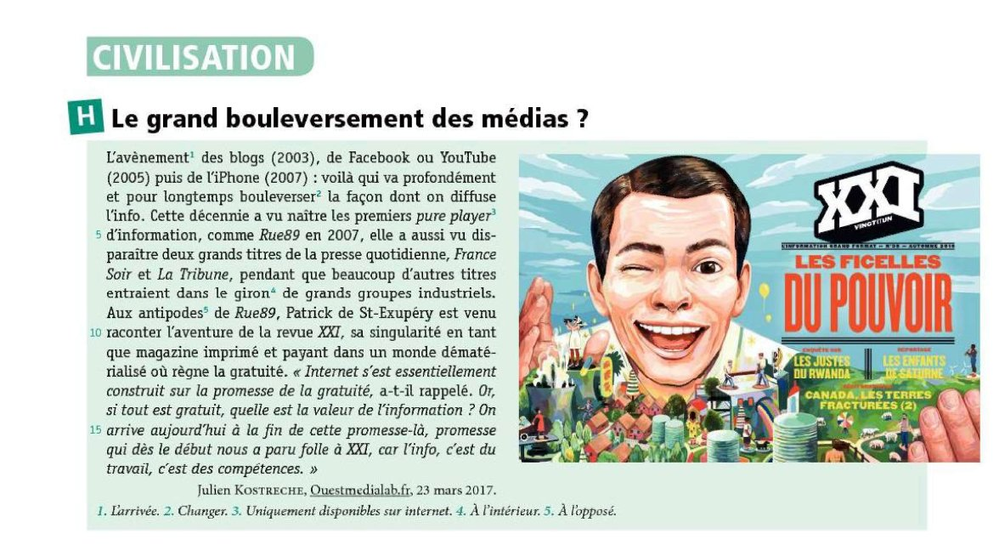 CIVILISATION
H Le grand bouleversement des médias ?
L'avènement¹ des blogs (2003), de Facebook ou YouTube
(2005) puis de l'iPhone (2007) : voilà qui va profondément
et pour longtemps bouleverser² la façon dont on diffuse
l'info. Cette décennie a vu naître les premiers pure player³
5 d'information, comme Rue89 en 2007, elle a aussi vu dis-
paraître deux grands titres de la presse quotidienne, France
Soir et La Tribune, pendant que beaucoup d'autres titres
entraient dans le giron⁴ de grands groupes industriels.
Aux antipodes⁵ de Rue89, Patrick de St-Exupéry est venu
10 raconter l'aventure de la revue XXI, sa singularité en tant
que magazine imprimé et payant dans un monde dématé-
rialisé où règne la gratuité. « Internet s'est essentiellement
construit sur la promesse de la gratuité, a-t-il rappelé. Or,
si tout est gratuit, quelle est la valeur de l'information ? On
15 arrive aujourd'hui à la fin de cette promesse-là, promesse
qui dès le début nous a paru folle à XXI, car l'info, c'est du
travail, c'est des compétences. »
Julien KOSTRECHE, Ouestmedialab.fr, 23 mars 2017.
1. L'arrivée. 2. Changer. 3. Uniquement disponibles sur internet. 4. À l'intérieur. 5. À l'opposé.
XXI
VINGT ET UN
L'INFORMATION GRAND FORMAT — AUTOMNE
LES FICELLES
DU POUVOIR
ENQUÊTE SUR
LES JUSTES
DU RWANDA
REPORTAGE
LES ENFANTS
DE SATURNE
CANADA, LES TERRES
FRACTURÉES (2)